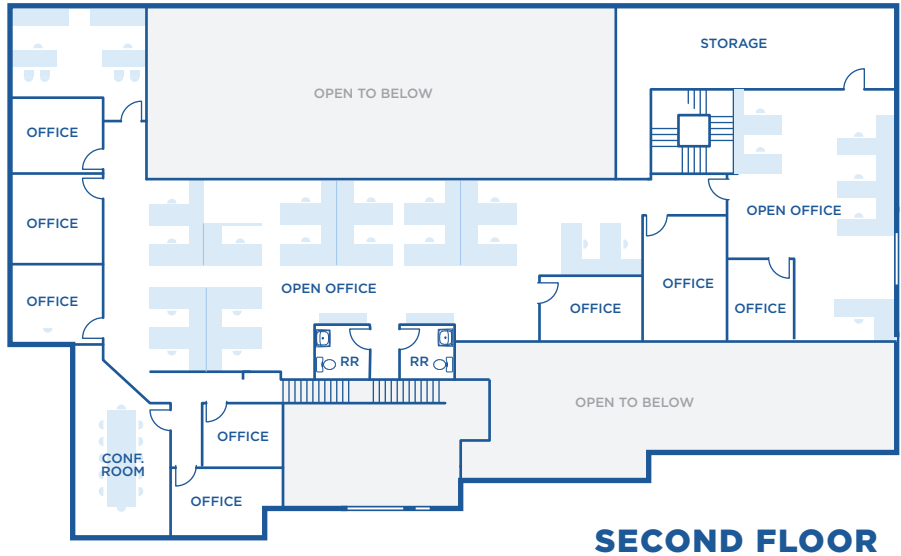 STORAGE
OPEN TO BELOW
OFFICE
OFFICE
OPEN OFFICE
OPEN OFFICE
OFFICE
OFFICE
OFFICE
OFFICE
RR
RR
OPEN TO BELOW
OFFICE
CONF.
ROOM
OFFICE
SECOND FLOOR